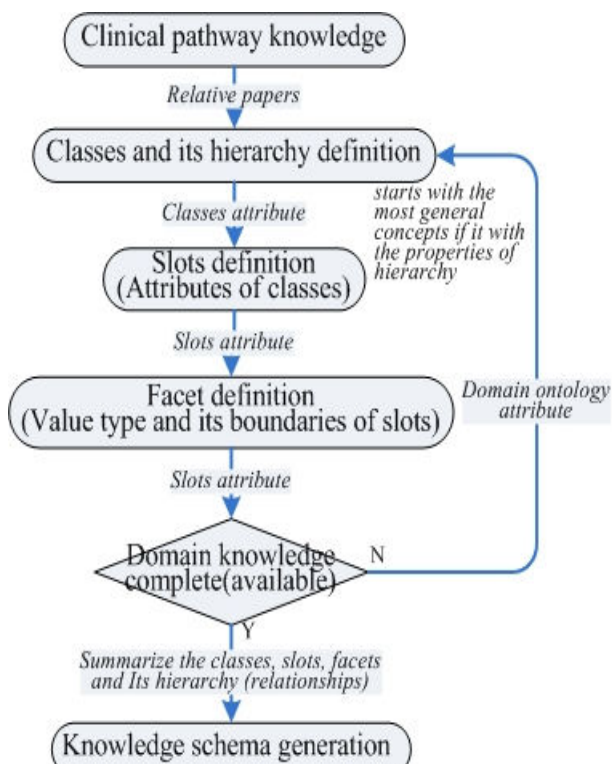 Clinical pathway knowledge
Relative papers
Classes and its hierarchy definition
starts with the
most general
concepts if it with
the properties of
hierarchy
Classes attribute
Slots definition
(Attributes of classes)
Slots attribute
Facet definition
(Value type and its boundaries of slots)
Domain ontology
attribute
Slots attribute
Domain knowledge
complete(available)
N
Y
Summarize the classes, slots, facets
and Its hierarchy (relationships)
Knowledge schema generation